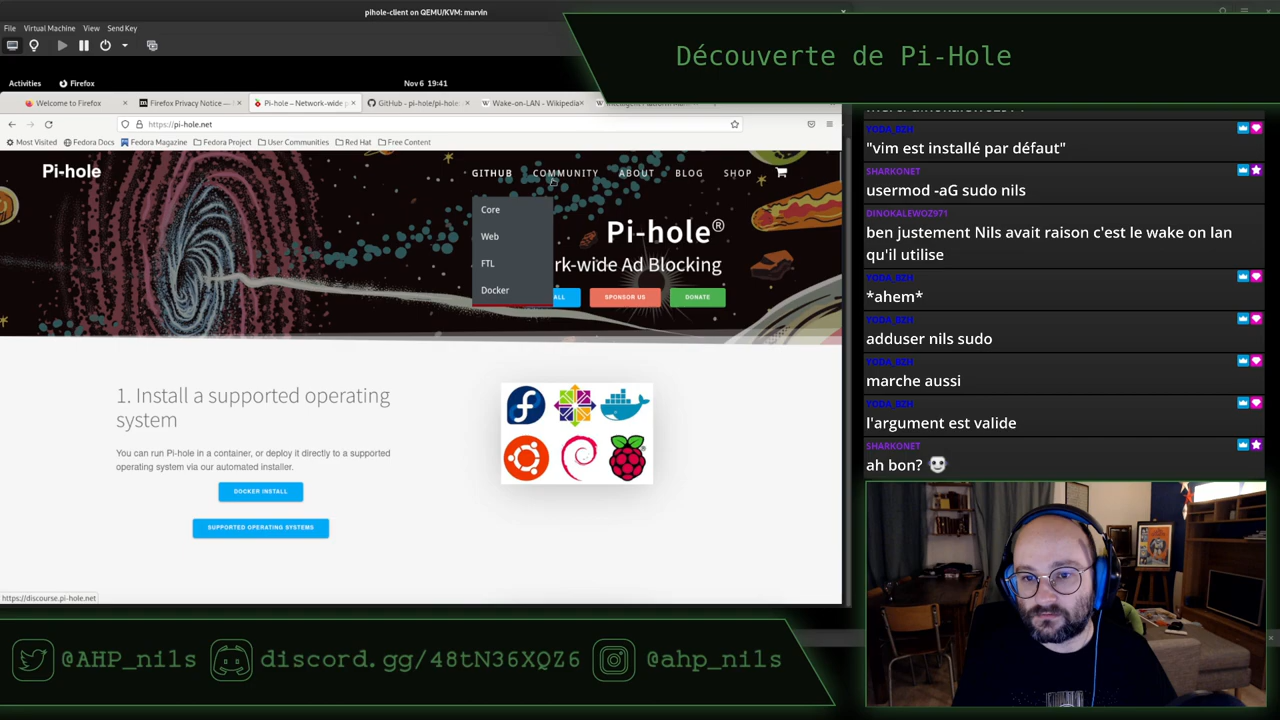 pihole-client on QEMU/KVM: marvin
File Virtual Machine View Send Key
Découverte de Pi-Hole
Activities Firefox Nov 6 19:41
Welcome to Firefox
Firefox Privacy Notice —
Pi-hole – Network-wide
GitHub - pi-hole/pi-hole:
Wake-on-LAN - Wikipedia
https://pi-hole.net
Most Visited Fedora Docs Fedora Magazine Fedora Project User Communities Red Hat Free Content
Pi-hole
GITHUB COMMUNITY ABOUT BLOG SHOP
Core
Web
FTL
Docker
Pi-hole®
rk-wide Ad Blocking
ALL SPONSOR US DONATE
1. Install a supported operating
system
You can run Pi-hole in a container, or deploy it directly to a supported
operating system via our automated installer.
DOCKER INSTALL
SUPPORTED OPERATING SYSTEMS
https://discourse.pi-hole.net
YODA_BZH
"vim est installé par défaut"
SHARKONET
usermod -aG sudo nils
DINOKALEWOZ971
ben justement Nils avait raison c'est le wake on lan
qu'il utilise
YODA_BZH
*ahem*
YODA_BZH
adduser nils sudo
YODA_BZH
marche aussi
YODA_BZH
l'argument est valide
SHARKONET
ah bon?
@AHP_nils discord.gg/48tN36XQZ6 @ahp_nils